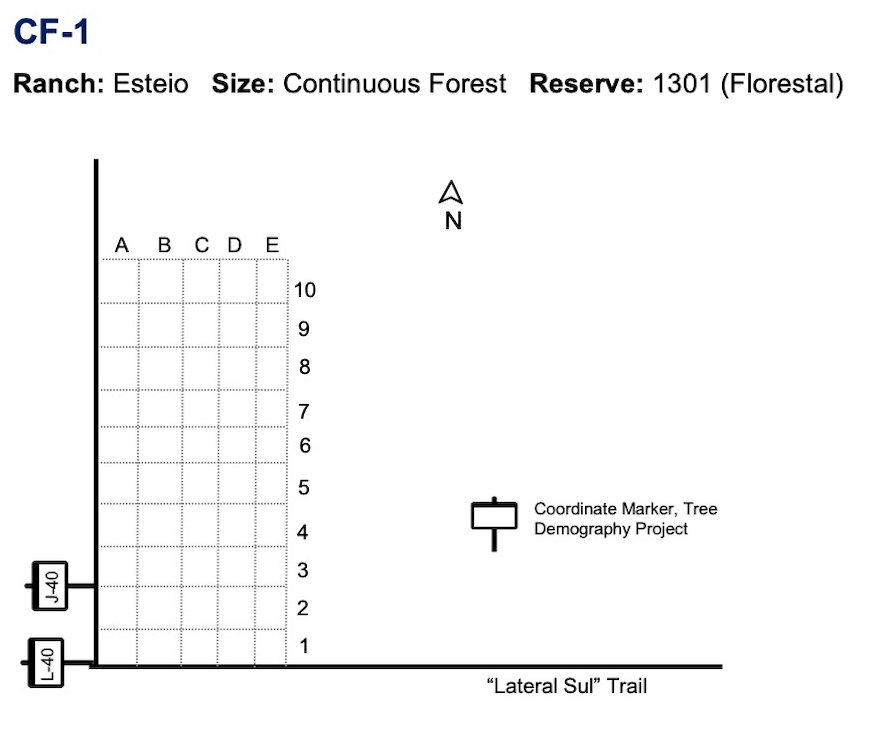 CF-1
Ranch: Esteio Size: Continuous Forest Reserve: 1301 (Florestal)
N
A B C D E
10
9
8
7
6
5
4
3
2
1
Coordinate Marker, Tree
Demography Project
J-40
L-40
“Lateral Sul” Trail